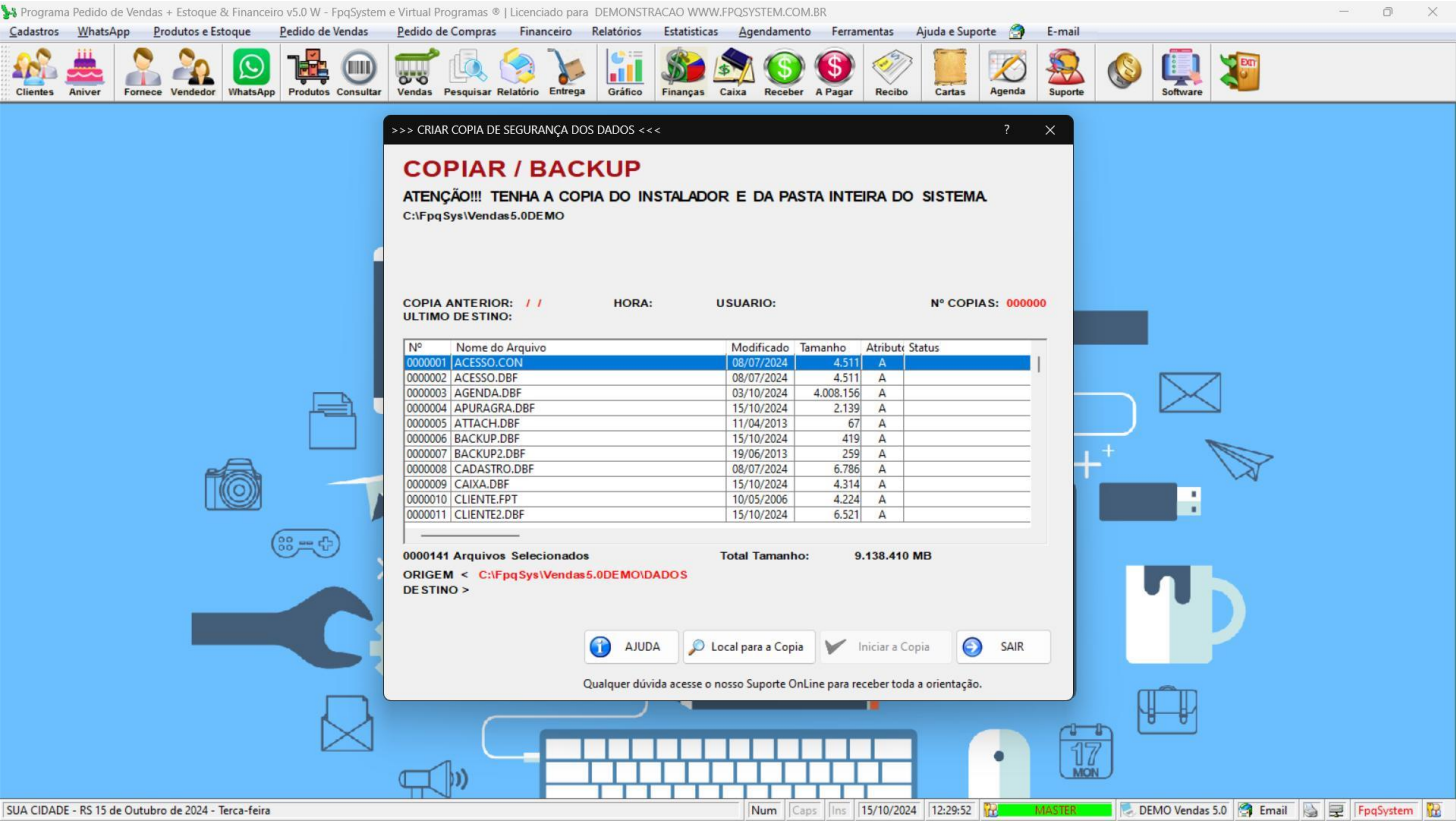 Programa Pedido de Vendas + Estoque & Financeiro v5.0 W - FpqSystem e Virtual Programas ® | Licenciado para DEMONSTRACAO WWW.FPQSYSTEM.COM.BR
Cadastros WhatsApp Produtos e Estoque Pedido de Vendas Pedido de Compras Financeiro Relatórios Estatisticas Agendamento Ferramentas Ajuda e Suporte E-mail
Clientes Aniver Fornece Vendedor WhatsApp Produtos Consultar Vendas Pesquisar Relatório Entrega Gráfico Finanças Caixa Receber A Pagar Recibo Cartas Agenda Suporte Software
EXIT
>>> CRIAR COPIA DE SEGURANÇA DOS DADOS <<< ?
COPIAR / BACKUP
ATENÇÃO!!! TENHA A COPIA DO INSTALADOR E DA PASTA INTEIRA DO SISTEMA.
C:\FpqSys\Vendas5.0DEMO
COPIA ANTERIOR: / / HORA: USUARIO: Nº COPIAS: 000000
ULTIMO DESTINO:
Nº Nome do Arquivo Modificado Tamanho Atributo Status
0000001 ACESSO.CON 08/07/2024 4.511 A
0000002 ACESSO.DBF 08/07/2024 4.511 A
0000003 AGENDA.DBF 03/10/2024 4.008.156 A
0000004 APURAGRA.DBF 15/10/2024 2.139 A
0000005 ATTACH.DBF 11/04/2013 67 A
0000006 BACKUP.DBF 15/10/2024 419 A
0000007 BACKUP2.DBF 19/06/2013 259 A
0000008 CADASTRO.DBF 08/07/2024 6.786 A
0000009 CAIXA.DBF 15/10/2024 4.314 A
0000010 CLIENTE.FPT 10/05/2006 4.224 A
0000011 CLIENTE2.DBF 15/10/2024 6.521 A
0000141 Arquivos Selecionados Total Tamanho: 9.138.410 MB
ORIGEM < C:\FpqSys\Vendas5.0DEMO\DADOS
DESTINO >
AJUDA Local para a Copia Iniciar a Copia SAIR
Qualquer dúvida acesse o nosso Suporte OnLine para receber toda a orientação.
17
MON
SUA CIDADE - RS 15 de Outubro de 2024 - Terca-feira Num Caps Ins 15/10/2024 12:29:52 MASTER DEMO Vendas 5.0 Email FpqSystem